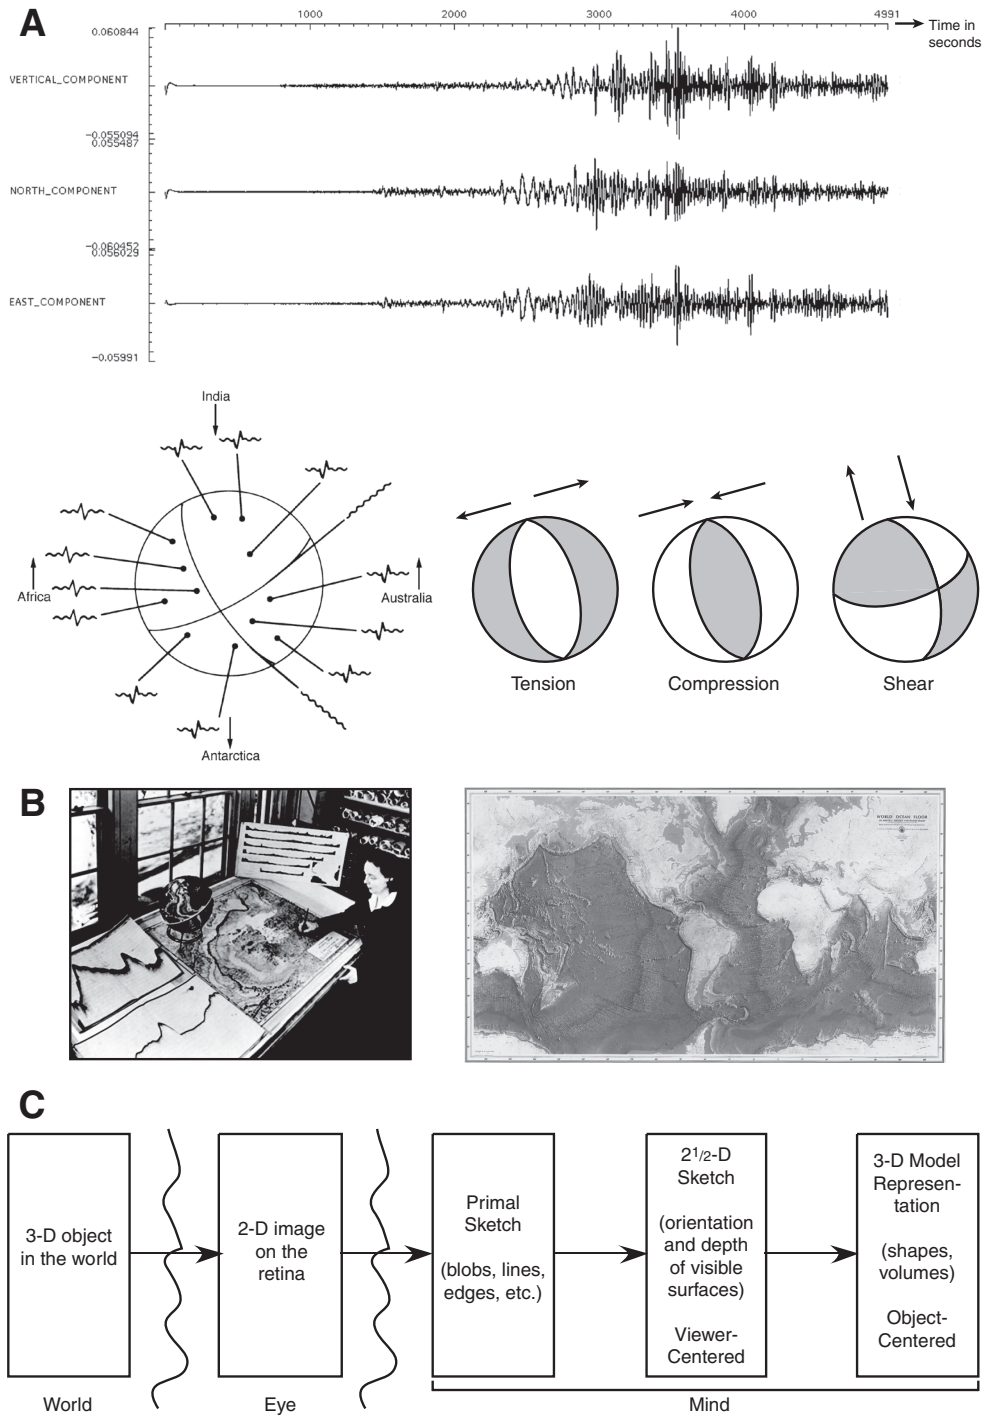 A
1000 2000 3000 4000 4991
Time in
seconds
0.060844
VERTICAL_COMPONENT
−0.055094
0.055487
NORTH_COMPONENT
−0.060452
0.056029
EAST_COMPONENT
−0.05991
India
Africa
Australia
Antarctica
Tension
Compression
Shear
B
WORLD OCEAN FLOOR
C
3-D object
in the world
2-D image
on the
retina
Primal
Sketch
(blobs, lines,
edges, etc.)
21/2-D
Sketch
(orientation
and depth
of visible
surfaces)
Viewer-
Centered
3-D Model
Represen-
tation
(shapes,
volumes)
Object-
Centered
World
Eye
Mind